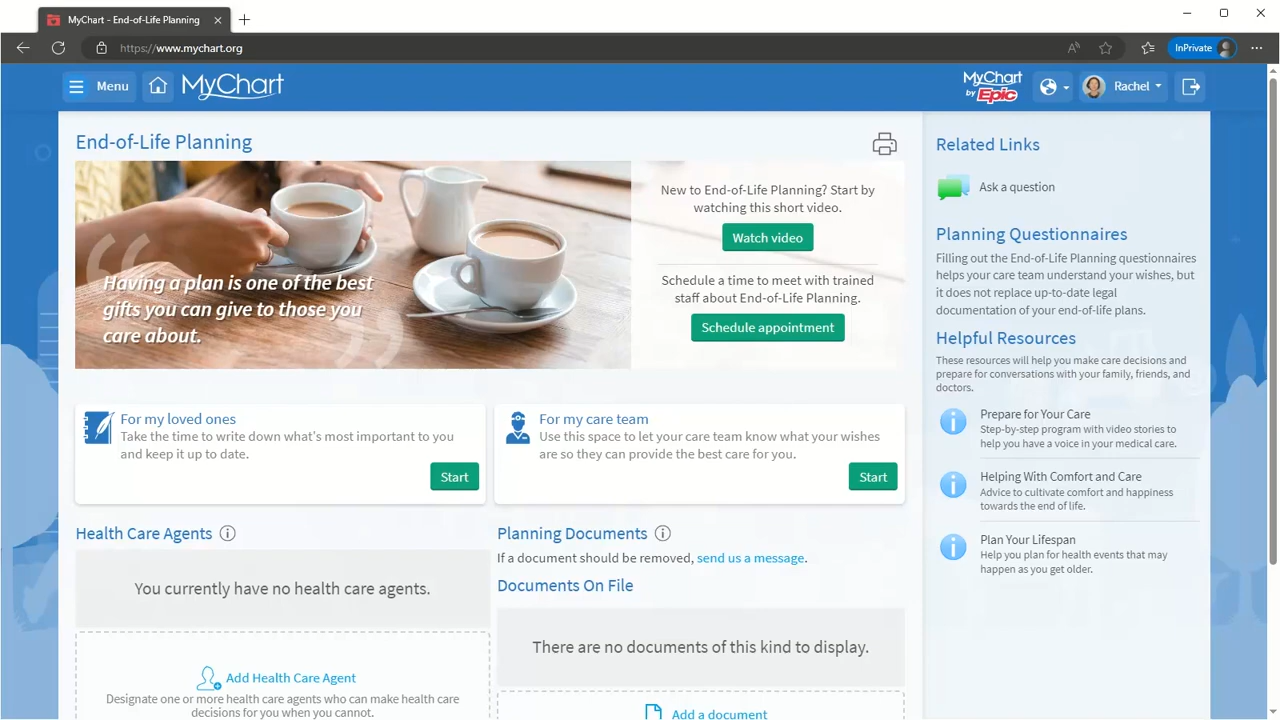 MyChart - End-of-Life Planning
https://www.mychart.org
InPrivate
Menu
MyChart
MyChart
by Epic
Rachel
End-of-Life Planning
“
Having a plan is one of the best
gifts you can give to those you
care about.
”
New to End-of-Life Planning? Start by
watching this short video.
Watch video
Schedule a time to meet with trained
staff about End-of-Life Planning.
Schedule appointment
For my loved ones
Take the time to write down what's most important to you
and keep it up to date.
Start
For my care team
Use this space to let your care team know what your wishes
are so they can provide the best care for you.
Start
Health Care Agents
You currently have no health care agents.
Add Health Care Agent
Designate one or more health care agents who can make health care
decisions for you when you cannot.
Planning Documents
If a document should be removed, send us a message.
Documents On File
There are no documents of this kind to display.
Add a document
Related Links
Ask a question
Planning Questionnaires
Filling out the End-of-Life Planning questionnaires
helps your care team understand your wishes, but
it does not replace up-to-date legal
documentation of your end-of-life plans.
Helpful Resources
These resources will help you make care decisions and
prepare for conversations with your family, friends, and
doctors.
Prepare for Your Care
Step-by-step program with video stories to
help you have a voice in your medical care.
Helping With Comfort and Care
Advice to cultivate comfort and happiness
towards the end of life.
Plan Your Lifespan
Help you plan for health events that may
happen as you get older.